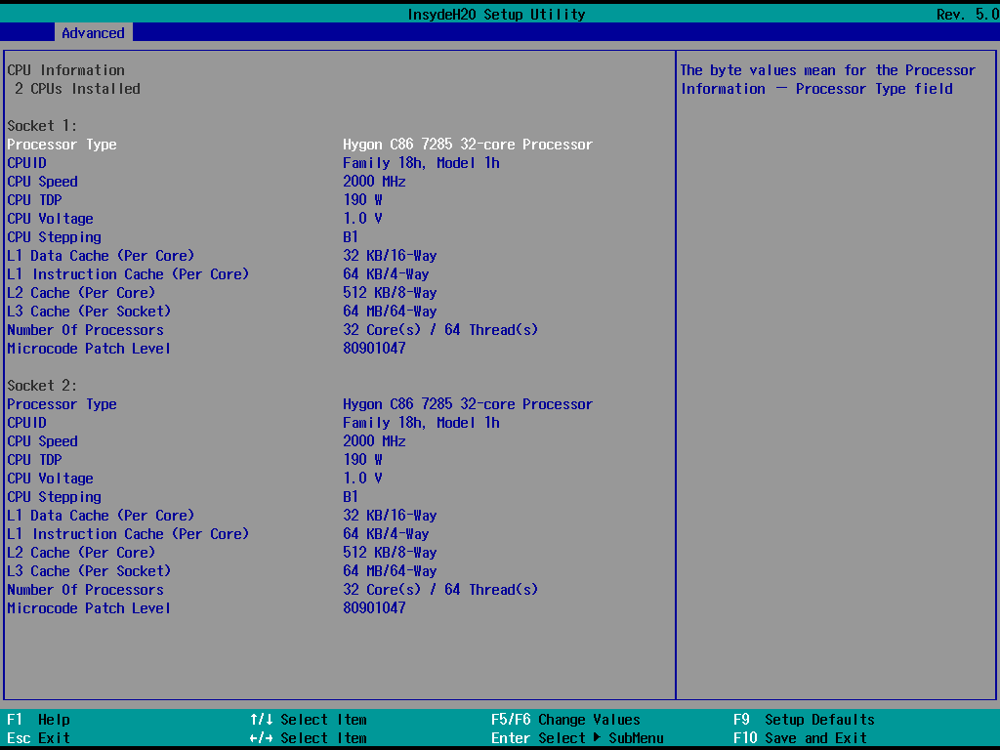 InsydeH20 Setup Utility Rev. 5.0
Advanced
CPU Information
2 CPUs Installed
Socket 1:
Processor Type Hygon C86 7285 32-core Processor
CPUID Family 18h, Model 1h
CPU Speed 2000 MHz
CPU TDP 190 W
CPU Voltage 1.0 V
CPU Stepping B1
L1 Data Cache (Per Core) 32 KB/16-Way
L1 Instruction Cache (Per Core) 64 KB/4-Way
L2 Cache (Per Core) 512 KB/8-Way
L3 Cache (Per Socket) 64 MB/64-Way
Number Of Processors 32 Core(s) / 64 Thread(s)
Microcode Patch Level 80901047
Socket 2:
Processor Type Hygon C86 7285 32-core Processor
CPUID Family 18h, Model 1h
CPU Speed 2000 MHz
CPU TDP 190 W
CPU Voltage 1.0 V
CPU Stepping B1
L1 Data Cache (Per Core) 32 KB/16-Way
L1 Instruction Cache (Per Core) 64 KB/4-Way
L2 Cache (Per Core) 512 KB/8-Way
L3 Cache (Per Socket) 64 MB/64-Way
Number Of Processors 32 Core(s) / 64 Thread(s)
Microcode Patch Level 80901047
The byte values mean for the Processor
Information — Processor Type field
F1 Help ↑/↓ Select Item F5/F6 Change Values F9 Setup Defaults
Esc Exit ←/→ Select Item Enter Select ▶ SubMenu F10 Save and Exit